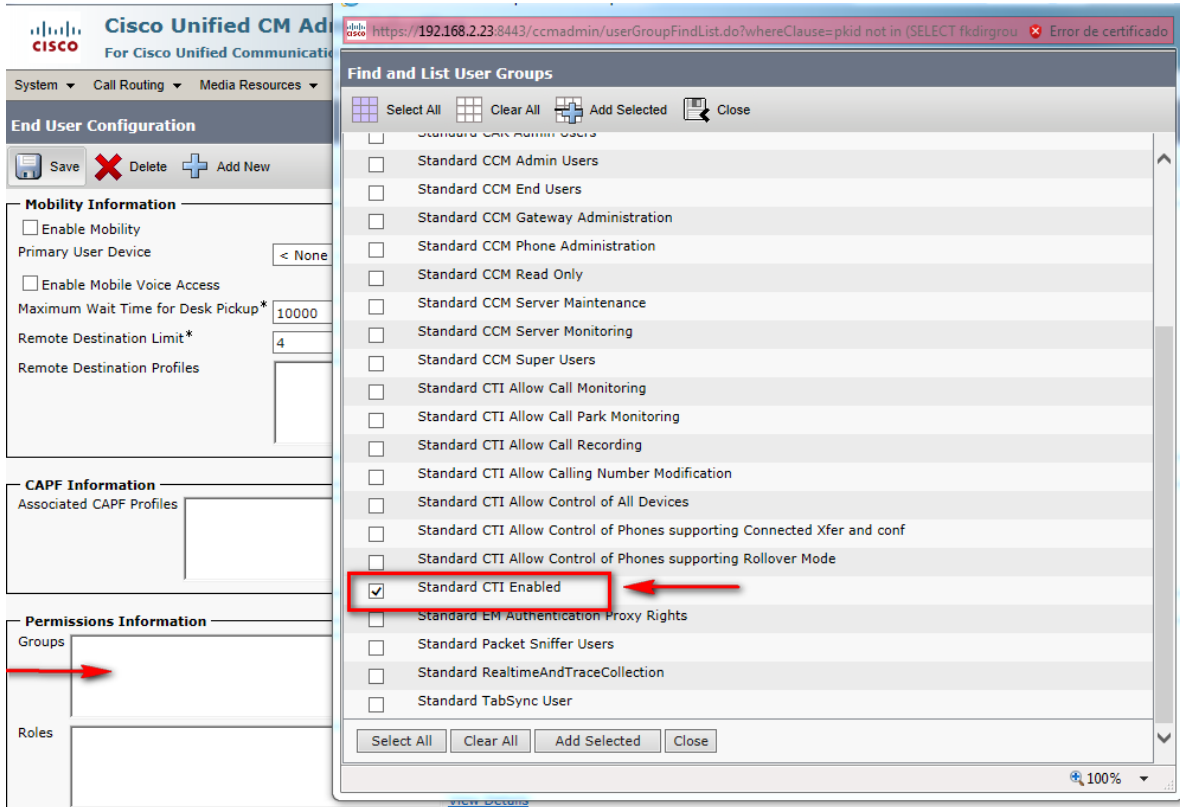 Cisco Unified CM Adi
CISCO
For Cisco Unified Communicatio
System
Call Routing
Media Resources
End User Configuration
Save
Delete
Add New
Mobility Information
Enable Mobility
Primary User Device
< None
Enable Mobile Voice Access
Maximum Wait Time for Desk Pickup*
10000
Remote Destination Limit*
4
Remote Destination Profiles
CAPF Information
Associated CAPF Profiles
Permissions Information
Groups
Roles
View Details
https://192.168.2.23:8443/ccmadmin/userGroupFindList.do?whereClause=pkid not in (SELECT fkdirgrou
Error de certificado
Find and List User Groups
Select All
Clear All
Add Selected
Close
Standard CAR Admin Users
Standard CCM Admin Users
Standard CCM End Users
Standard CCM Gateway Administration
Standard CCM Phone Administration
Standard CCM Read Only
Standard CCM Server Maintenance
Standard CCM Server Monitoring
Standard CCM Super Users
Standard CTI Allow Call Monitoring
Standard CTI Allow Call Park Monitoring
Standard CTI Allow Call Recording
Standard CTI Allow Calling Number Modification
Standard CTI Allow Control of All Devices
Standard CTI Allow Control of Phones supporting Connected Xfer and conf
Standard CTI Allow Control of Phones supporting Rollover Mode
Standard CTI Enabled
Standard EM Authentication Proxy Rights
Standard Packet Sniffer Users
Standard RealtimeAndTraceCollection
Standard TabSync User
Select All
Clear All
Add Selected
Close
100%